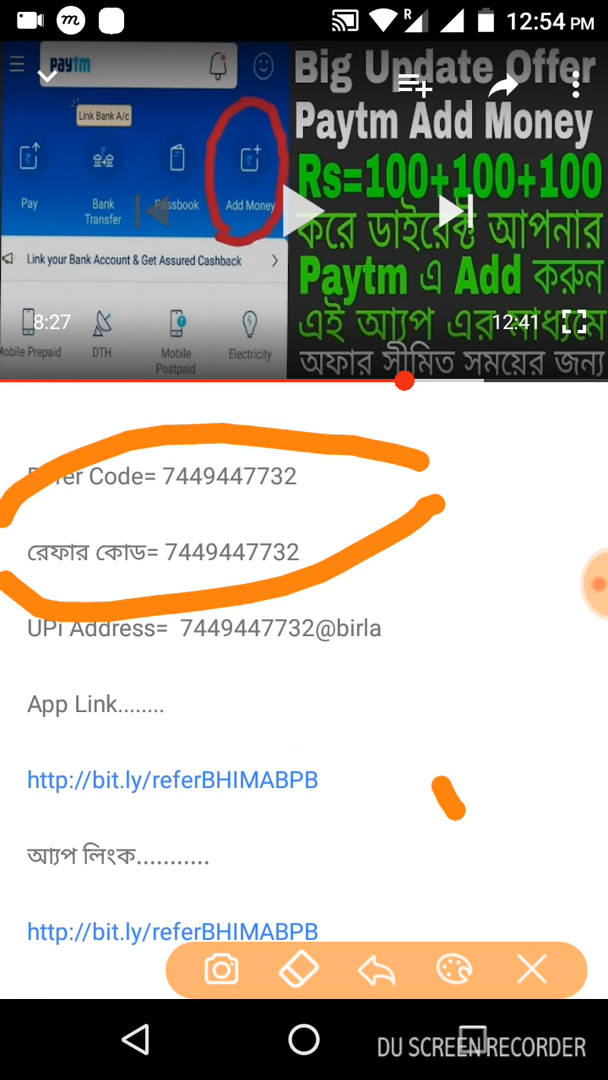 R
12:54 PM
paytm
Link Bank A/c
Pay
Bank Transfer
Passbook
Add Money
Link your Bank Account & Get Assured Cashback
Mobile Prepaid
DTH
Mobile Postpaid
Electricity
Big Update Offer
Paytm Add Money
Rs=100+100+100
করে ডাইরেক্ট আপনার
Paytm এ Add করুন
এই আ্যপ এর মাধ্যমে
অফার সীমিত সময়ের জন্য
8:27
12:41
Refer Code= 7449447732
রেফার কোড= 7449447732
UPi Address= 7449447732@birla
App Link........
http://bit.ly/referBHIMABPB
আ্যপ লিংক...........
http://bit.ly/referBHIMABPB
DU SCREEN RECORDER